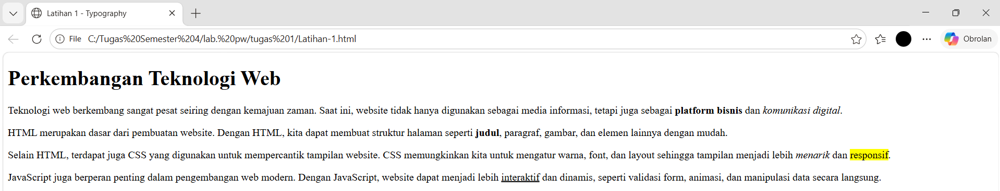 Latihan 1 - Typography
File C:/Tugas%20Semester%204/lab.%20pw/tugas%201/Latihan-1.html
Obrolan
Perkembangan Teknologi Web
Teknologi web berkembang sangat pesat seiring dengan kemajuan zaman. Saat ini, website tidak hanya digunakan sebagai media informasi, tetapi juga sebagai platform bisnis dan komunikasi digital.
HTML merupakan dasar dari pembuatan website. Dengan HTML, kita dapat membuat struktur halaman seperti judul, paragraf, gambar, dan elemen lainnya dengan mudah.
Selain HTML, terdapat juga CSS yang digunakan untuk mempercantik tampilan website. CSS memungkinkan kita untuk mengatur warna, font, dan layout sehingga tampilan menjadi lebih menarik dan responsif.
JavaScript juga berperan penting dalam pengembangan web modern. Dengan JavaScript, website dapat menjadi lebih interaktif dan dinamis, seperti validasi form, animasi, dan manipulasi data secara langsung.